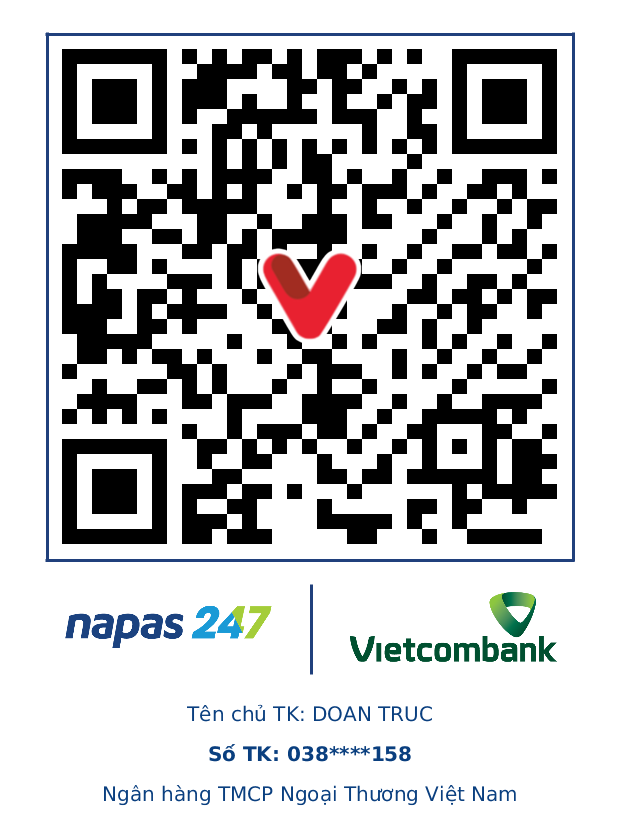 napas 247
Vietcombank
Tên chủ TK: DOAN TRUC
Số TK: 038****158
Ngân hàng TMCP Ngoại Thương Việt Nam